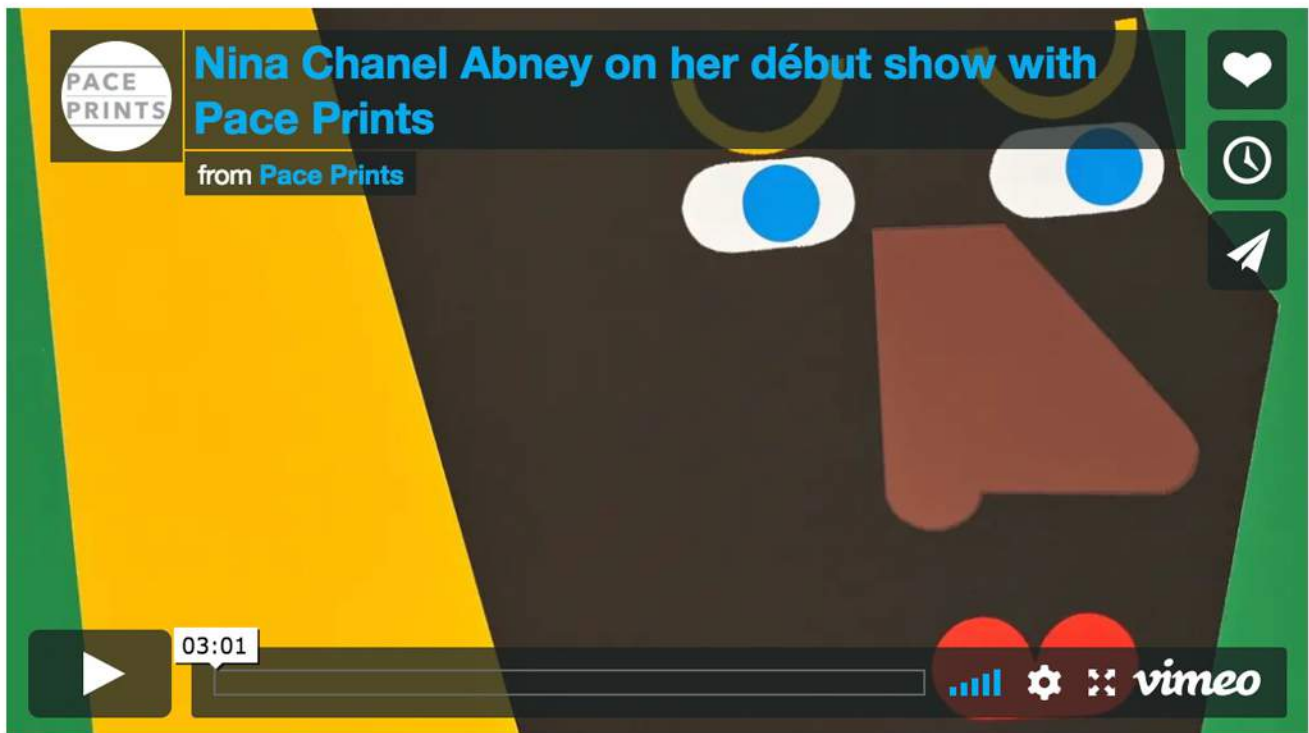 PACE
PRINTS
Nina Chanel Abney on her début show with
Pace Prints
from Pace Prints
03:01
vimeo